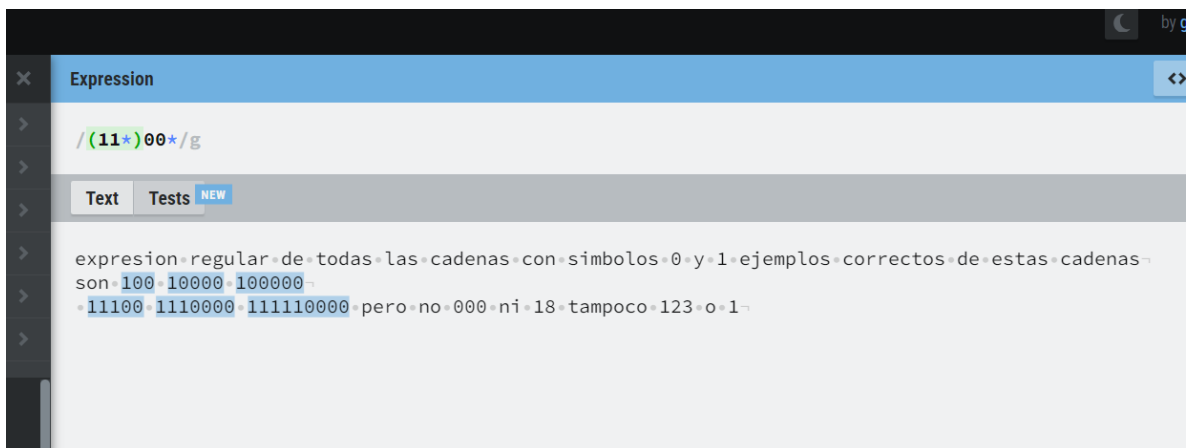 by g
Expression
<>
/(11*)00*/g
Text Tests NEW
expresion regular de todas las cadenas con simbolos 0 y 1 ejemplos correctos de estas cadenas
son 100 10000 100000
11100 1110000 111110000 pero no 000 ni 18 tampoco 123 o 1